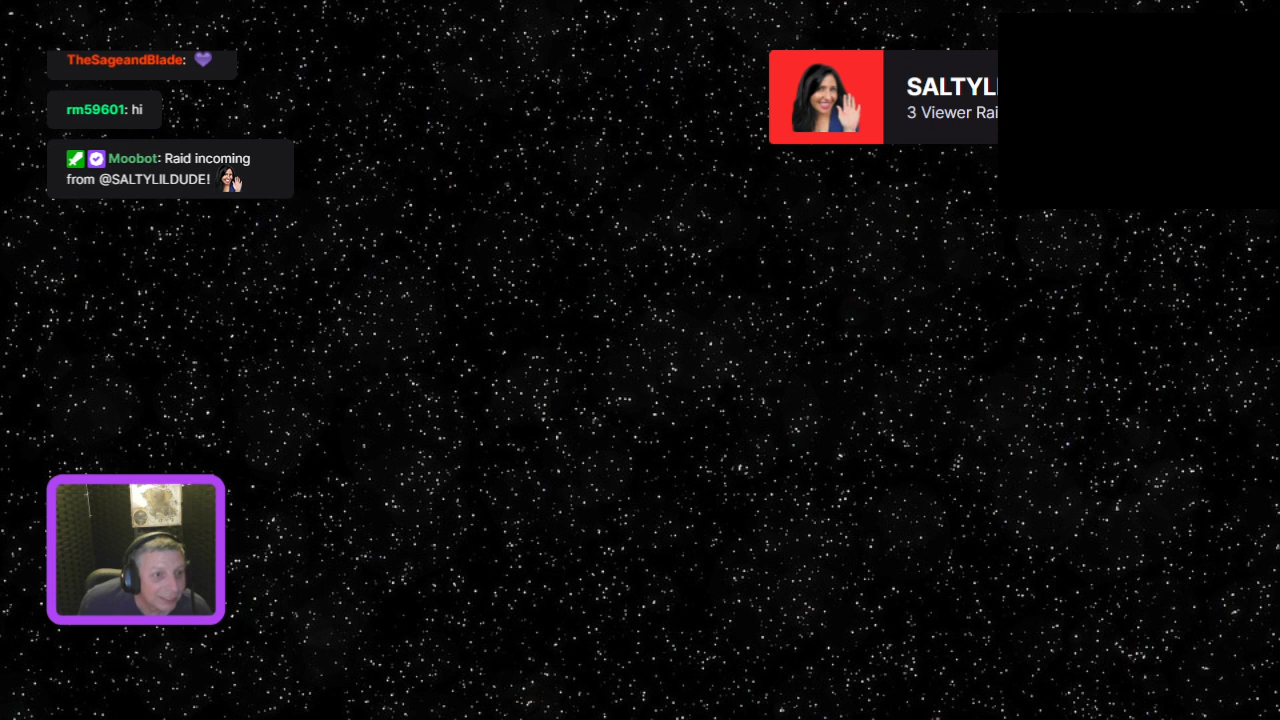 TheSageandBlade:
rm59601: hi
Moobot: Raid incoming
from @SALTYLILDUDE!
SALTYLI
3 Viewer Rai